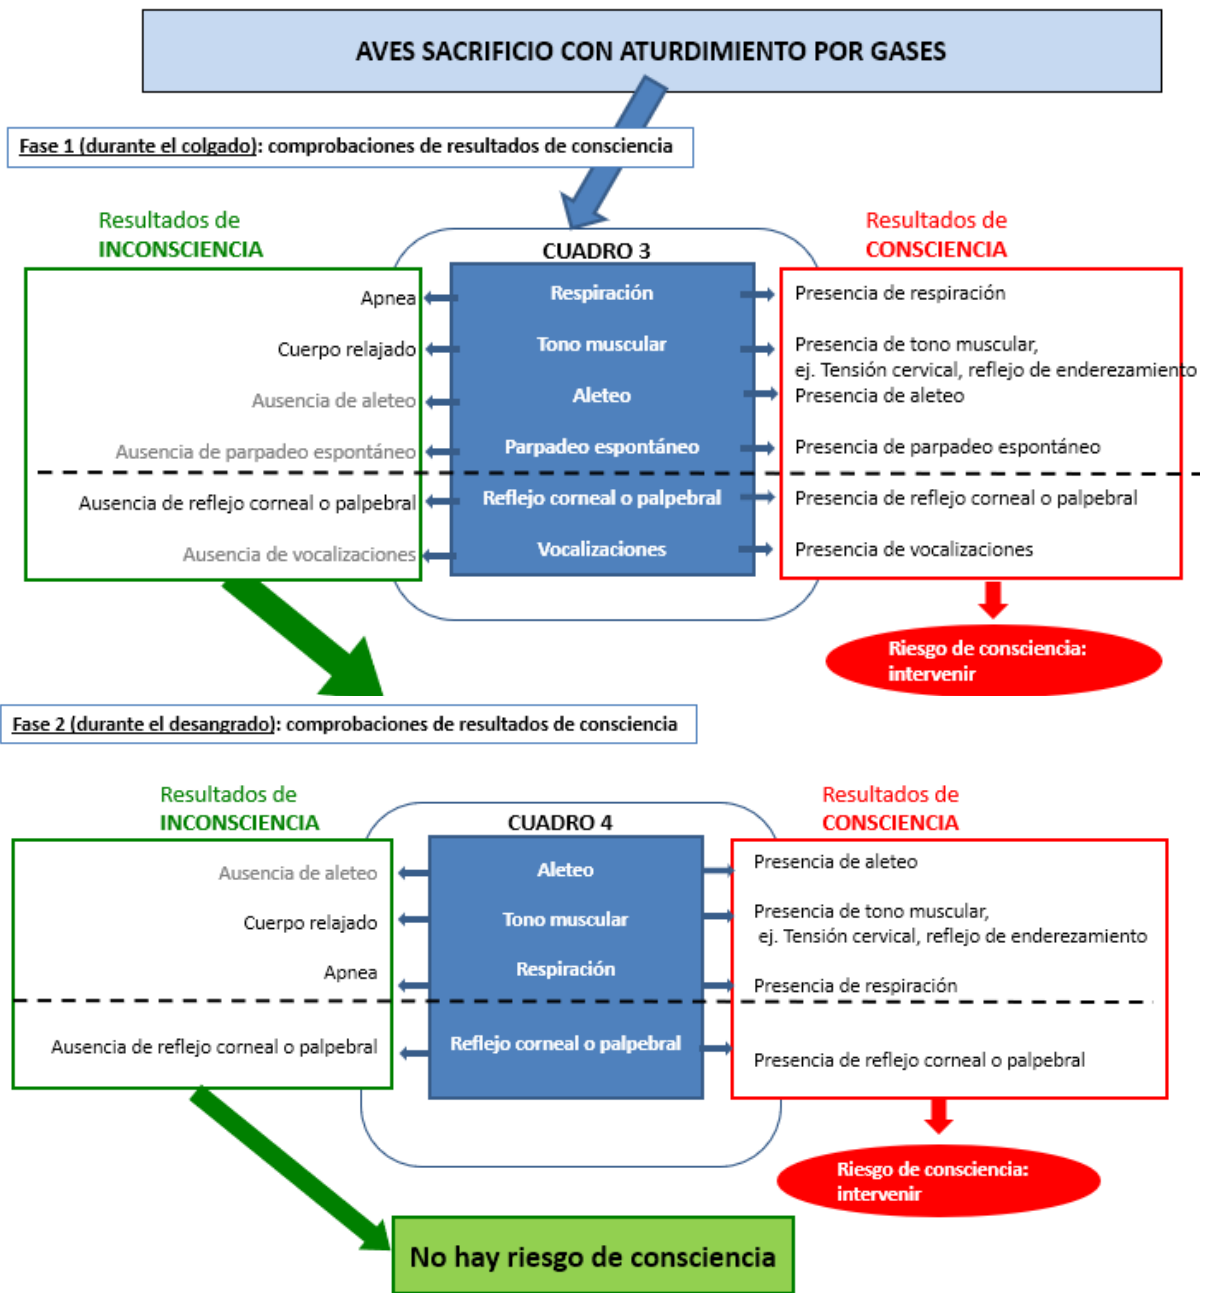 AVES SACRIFICIO CON ATURDIMIENTO POR GASES
Fase 1 (durante el colgado): comprobaciones de resultados de consciencia
Resultados de
INCONSCIENCIA
Resultados de
CONSCIENCIA
CUADRO 3
Apnea
Respiración
Presencia de respiración
Cuerpo relajado
Tono muscular
Presencia de tono muscular,
ej. Tensión cervical, reflejo de enderezamiento
Ausencia de aleteo
Aleteo
Presencia de aleteo
Ausencia de parpadeo espontáneo
Parpadeo espontáneo
Presencia de parpadeo espontáneo
Ausencia de reflejo corneal o palpebral
Reflejo corneal o palpebral
Presencia de reflejo corneal o palpebral
Ausencia de vocalizaciones
Vocalizaciones
Presencia de vocalizaciones
Riesgo de consciencia:
intervenir
Fase 2 (durante el desangrado): comprobaciones de resultados de consciencia
Resultados de
INCONSCIENCIA
Resultados de
CONSCIENCIA
CUADRO 4
Ausencia de aleteo
Aleteo
Presencia de aleteo
Cuerpo relajado
Tono muscular
Presencia de tono muscular,
ej. Tensión cervical, reflejo de enderezamiento
Apnea
Respiración
Presencia de respiración
Ausencia de reflejo corneal o palpebral
Reflejo corneal o palpebral
Presencia de reflejo corneal o palpebral
Riesgo de consciencia:
intervenir
No hay riesgo de consciencia